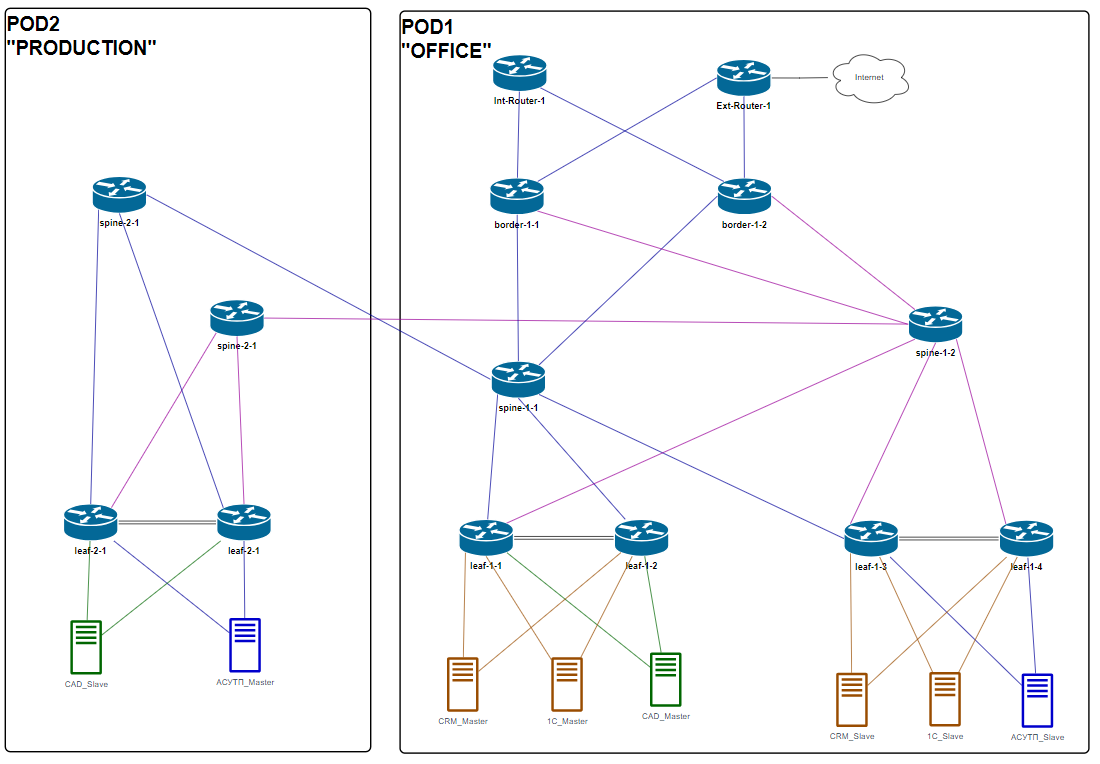 POD2
"PRODUCTION"
POD1
"OFFICE"
Int-Router-1
Ext-Router-1
Internet
spine-2-1
border-1-1
border-1-2
spine-2-1
spine-1-2
spine-1-1
leaf-2-1
leaf-2-1
leaf-1-1
leaf-1-2
leaf-1-3
leaf-1-4
CAD_Slave
АСУТП_Master
CRM_Master
1C_Master
CAD_Master
CRM_Slave
1C_Slave
АСУТП_Slave